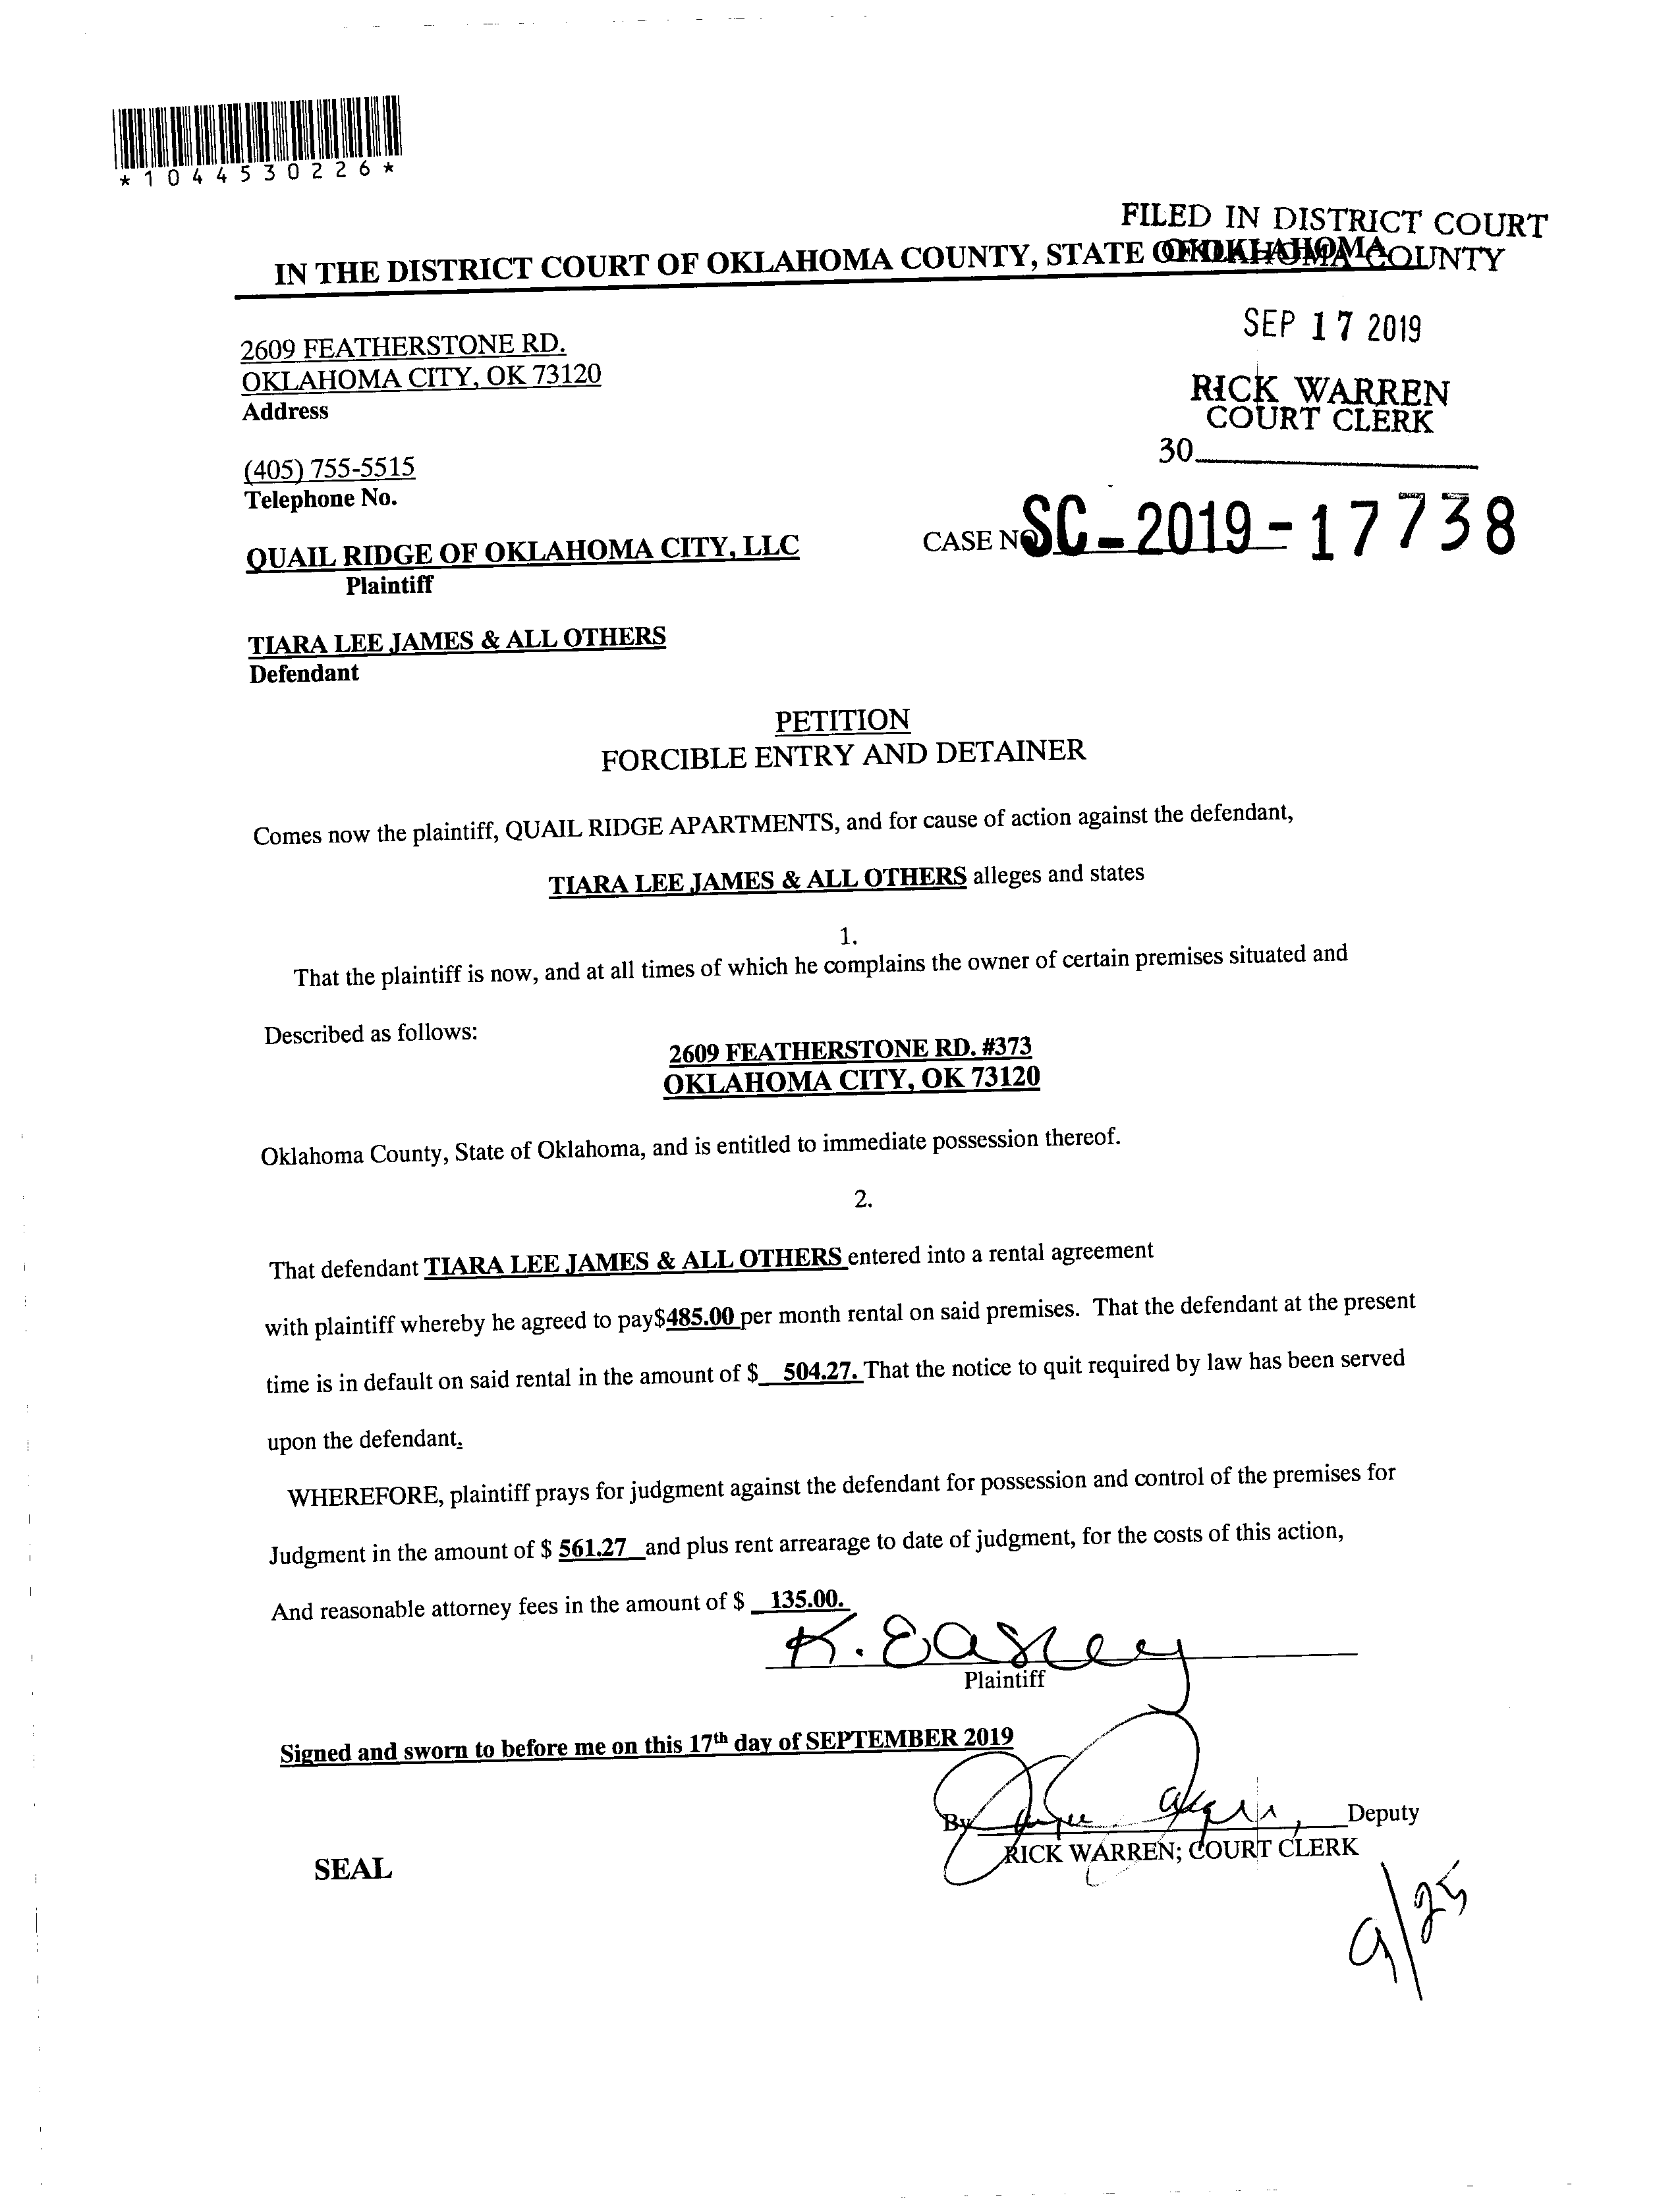 *1044530226*
FILED IN DISTRICT COURT
OKLAHOMA COUNTY
IN THE DISTRICT COURT OF OKLAHOMA COUNTY, STATE OF OKLAHOMA
2609 FEATHERSTONE RD.
OKLAHOMA CITY, OK 73120
Address
SEP 17 2019
RICK WARREN
COURT CLERK
30
(405) 755-5515
Telephone No.
CASE NO. SC-2019-17738
QUAIL RIDGE OF OKLAHOMA CITY, LLC
Plaintiff
TIARA LEE JAMES & ALL OTHERS
Defendant
PETITION
FORCIBLE ENTRY AND DETAINER
Comes now the plaintiff, QUAIL RIDGE APARTMENTS, and for cause of action against the defendant,
TIARA LEE JAMES & ALL OTHERS alleges and states
1.
That the plaintiff is now, and at all times of which he complains the owner of certain premises situated and
Described as follows:
2609 FEATHERSTONE RD. #373
OKLAHOMA CITY, OK 73120
Oklahoma County, State of Oklahoma, and is entitled to immediate possession thereof.
2.
That defendant TIARA LEE JAMES & ALL OTHERS entered into a rental agreement
with plaintiff whereby he agreed to pay$485.00 per month rental on said premises. That the defendant at the present
time is in default on said rental in the amount of $ 504.27. That the notice to quit required by law has been served
upon the defendant.
WHEREFORE, plaintiff prays for judgment against the defendant for possession and control of the premises for
Judgment in the amount of $ 561.27 and plus rent arrearage to date of judgment, for the costs of this action,
And reasonable attorney fees in the amount of $ 135.00.
K. Easley
Plaintiff
Signed and sworn to before me on this 17th day of SEPTEMBER 2019
By Deputy
RICK WARREN; COURT CLERK
SEAL
9/25